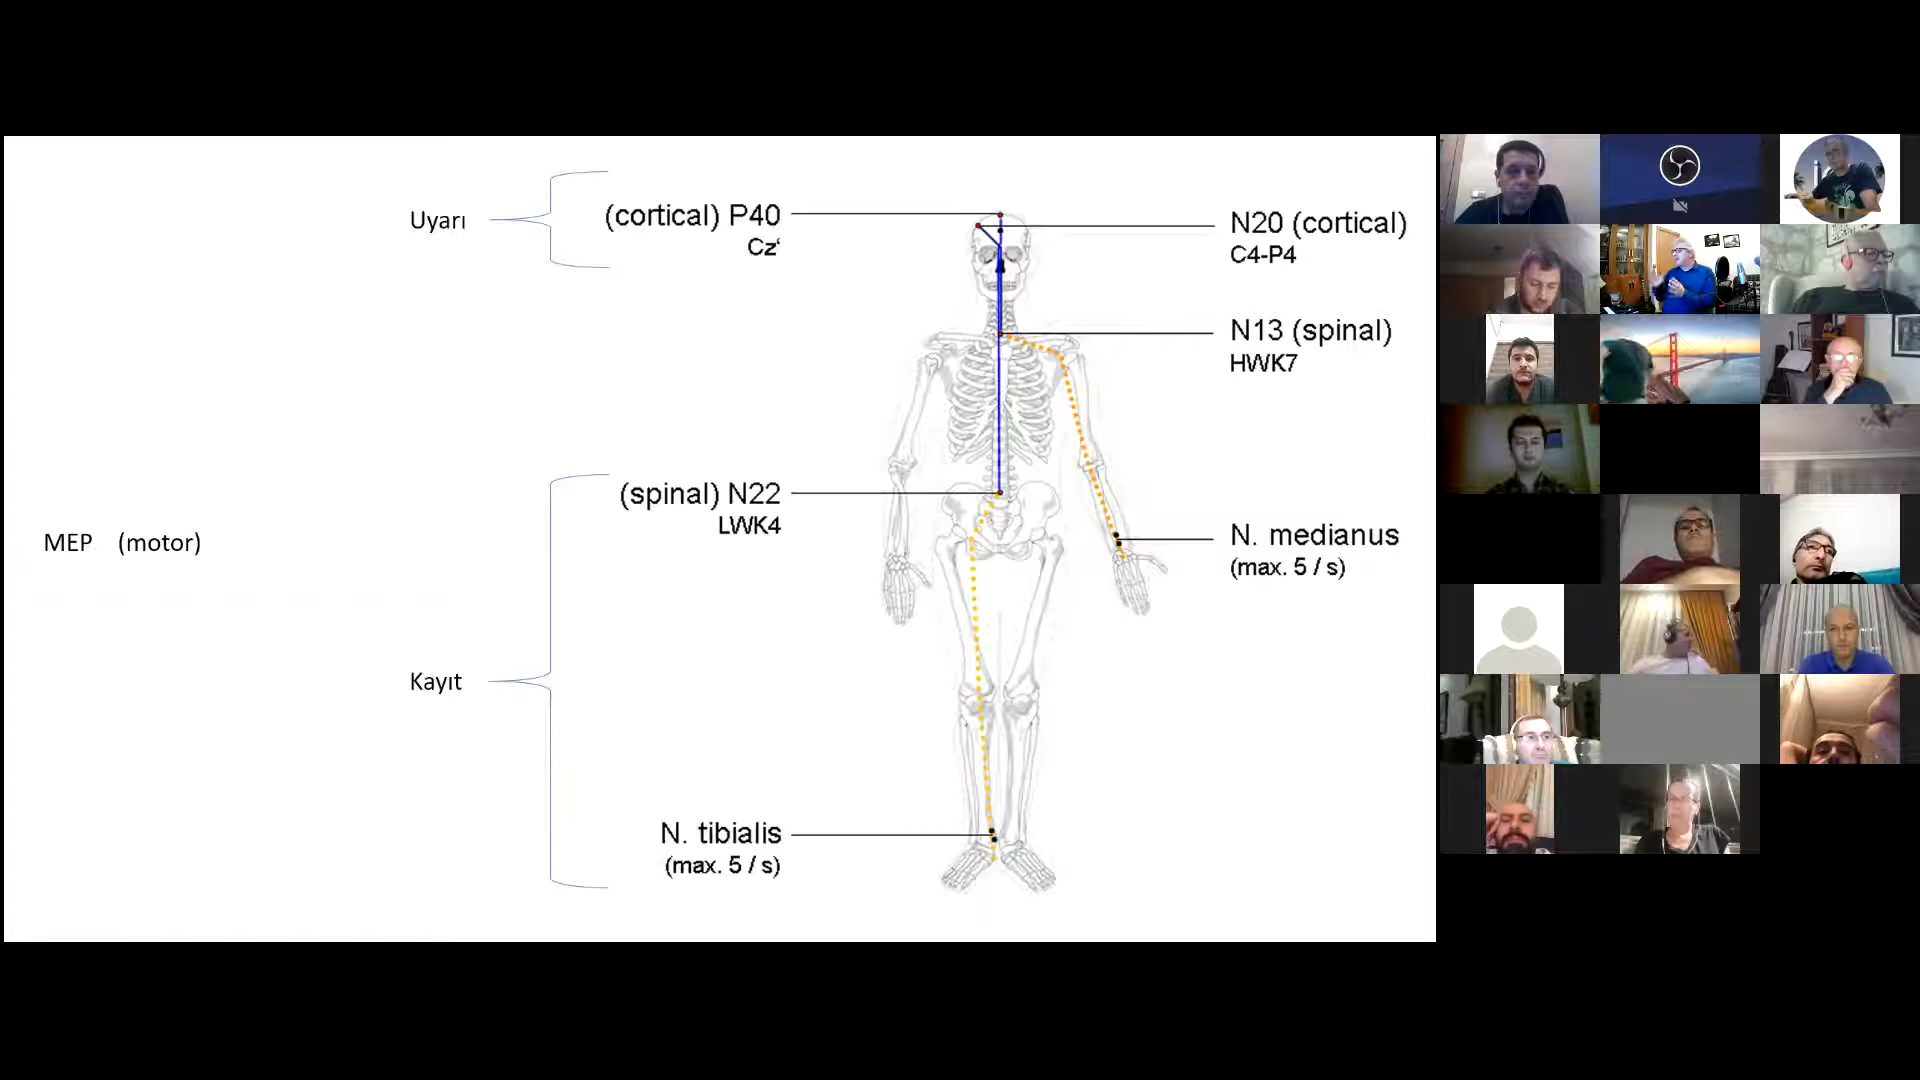 Uyarı
(cortical) P40
Cz‘
N20 (cortical)
C4-P4
N13 (spinal)
HWK7
(spinal) N22
LWK4
MEP (motor)
N. medianus
(max. 5 / s)
Kayıt
N. tibialis
(max. 5 / s)